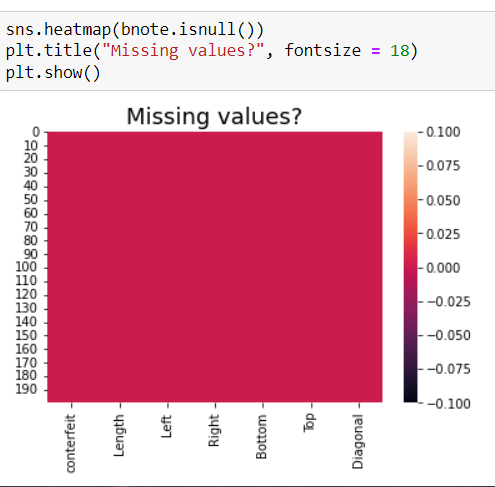 sns.heatmap(bnote.isnull())
plt.title("Missing values?", fontsize = 18)
plt.show()
Missing values?
0
10
20
30
40
50
60
70
80
90
100
110
120
130
140
150
160
170
180
190
conterfeit
Length
Left
Right
Bottom
Top
Diagonal
0.100
0.075
0.050
0.025
0.000
−0.025
−0.050
−0.075
−0.100